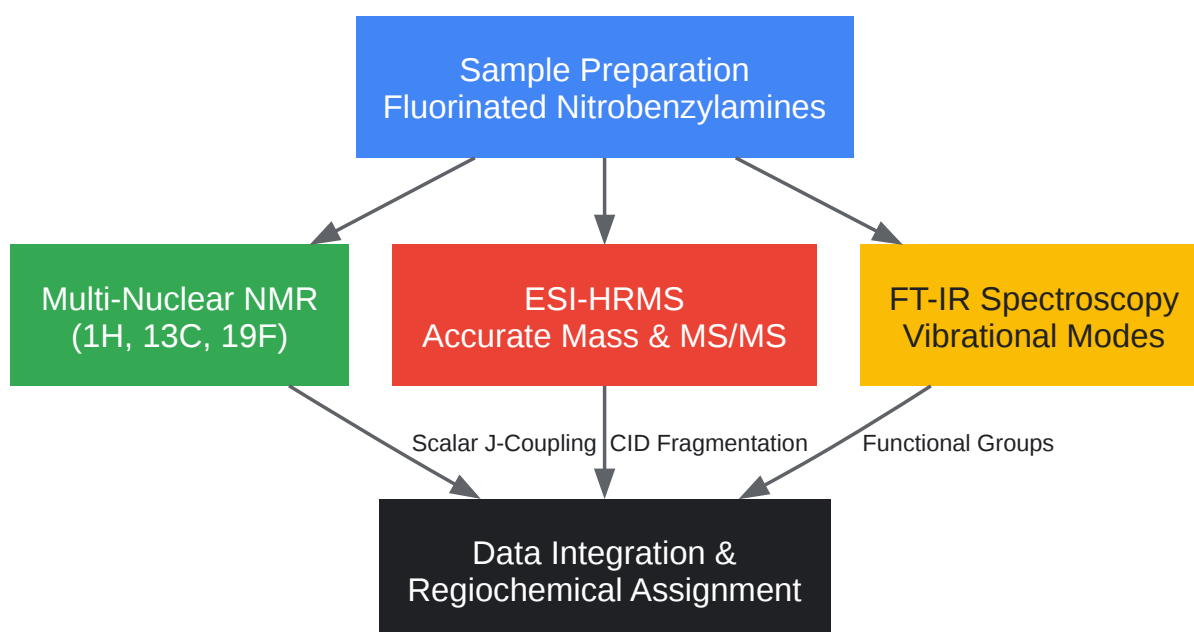 Sample Preparation
Fluorinated Nitrobenzylamines
Multi-Nuclear NMR
(1H, 13C, 19F)
ESI-HRMS
Accurate Mass & MS/MS
FT-IR Spectroscopy
Vibrational Modes
Scalar J-Coupling
CID Fragmentation
Functional Groups
Data Integration &
Regiochemical Assignment